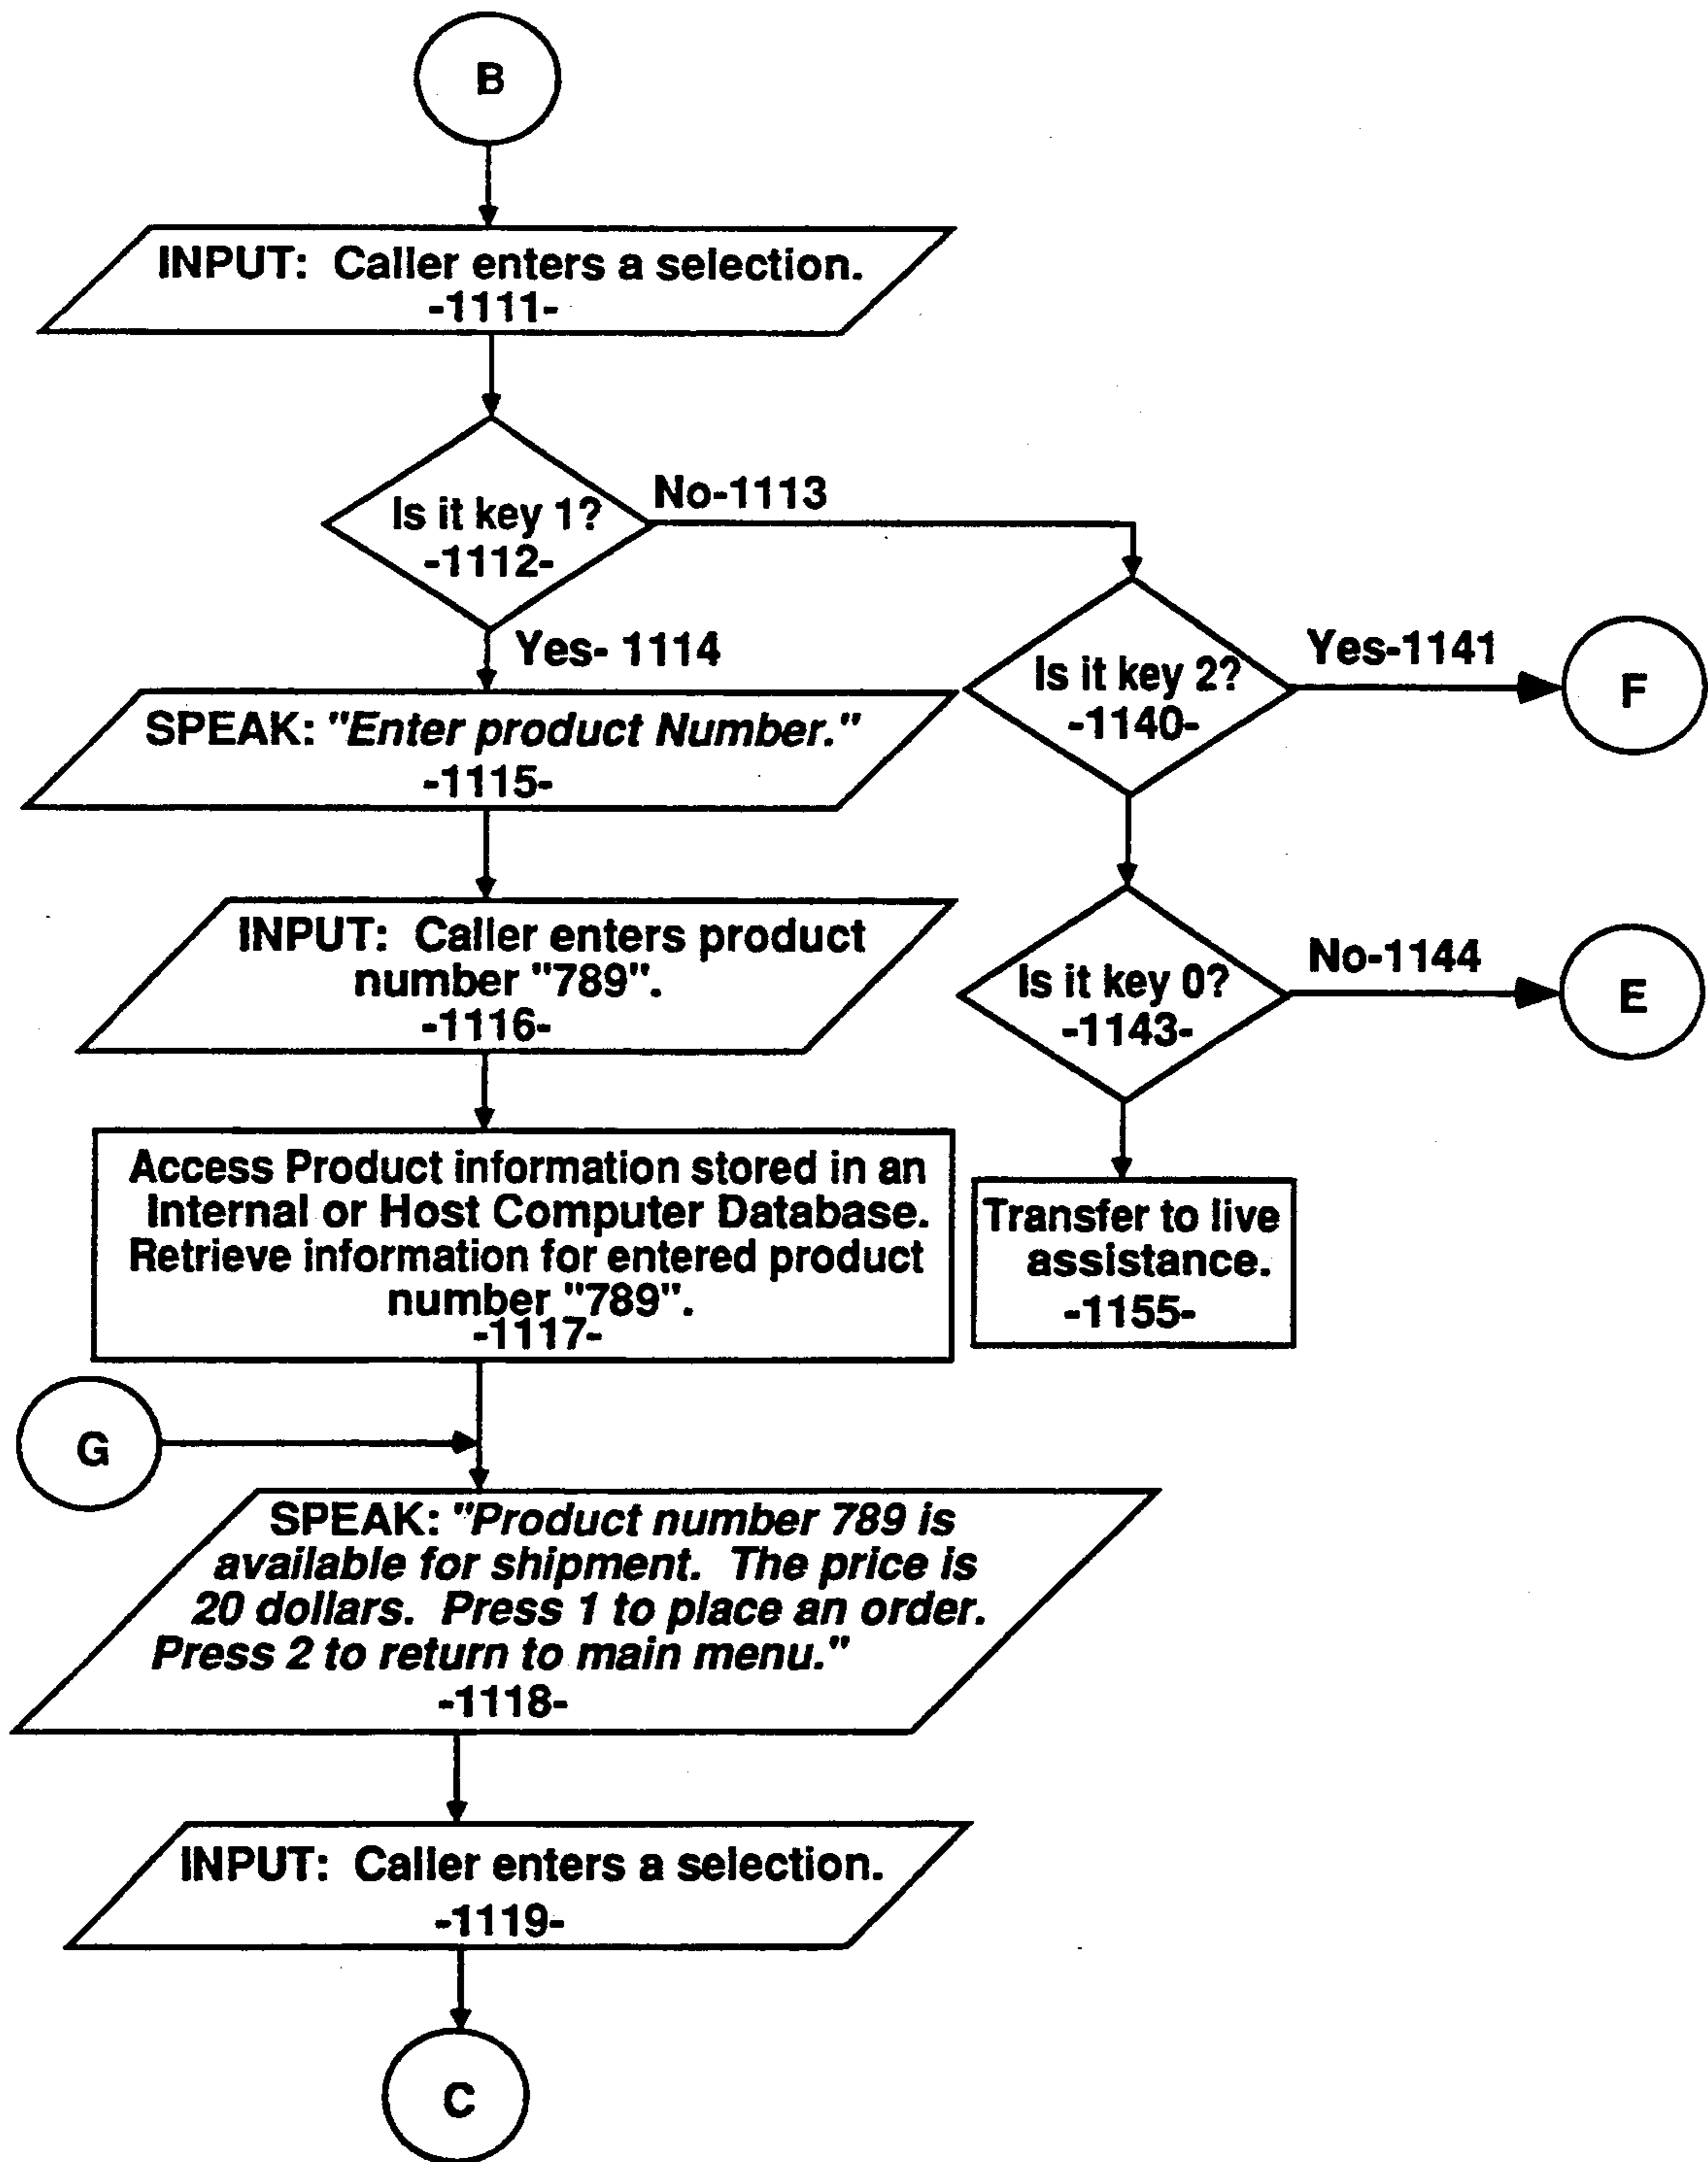 B
INPUT: Caller enters a selection.
-1111-
Is it key 1?
-1112-
No-1113
Yes- 1114
SPEAK: "Enter product Number."
-1115-
Is it key 2?
-1140-
Yes-1141
F
INPUT: Caller enters product
number "789".
-1116-
Is it key 0?
-1143-
No-1144
E
Access Product information stored in an
Internal or Host Computer Database.
Retrieve information for entered product
number "789".
-1117-
Transfer to live
assistance.
-1155-
G
SPEAK: "Product number 789 is
available for shipment. The price is
20 dollars. Press 1 to place an order.
Press 2 to return to main menu."
-1118-
INPUT: Caller enters a selection.
-1119-
C